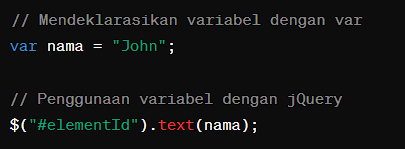 // Mendeklarasikan variabel dengan var
var nama = "John";
// Penggunaan variabel dengan jQuery
$("#elementId").text(nama);